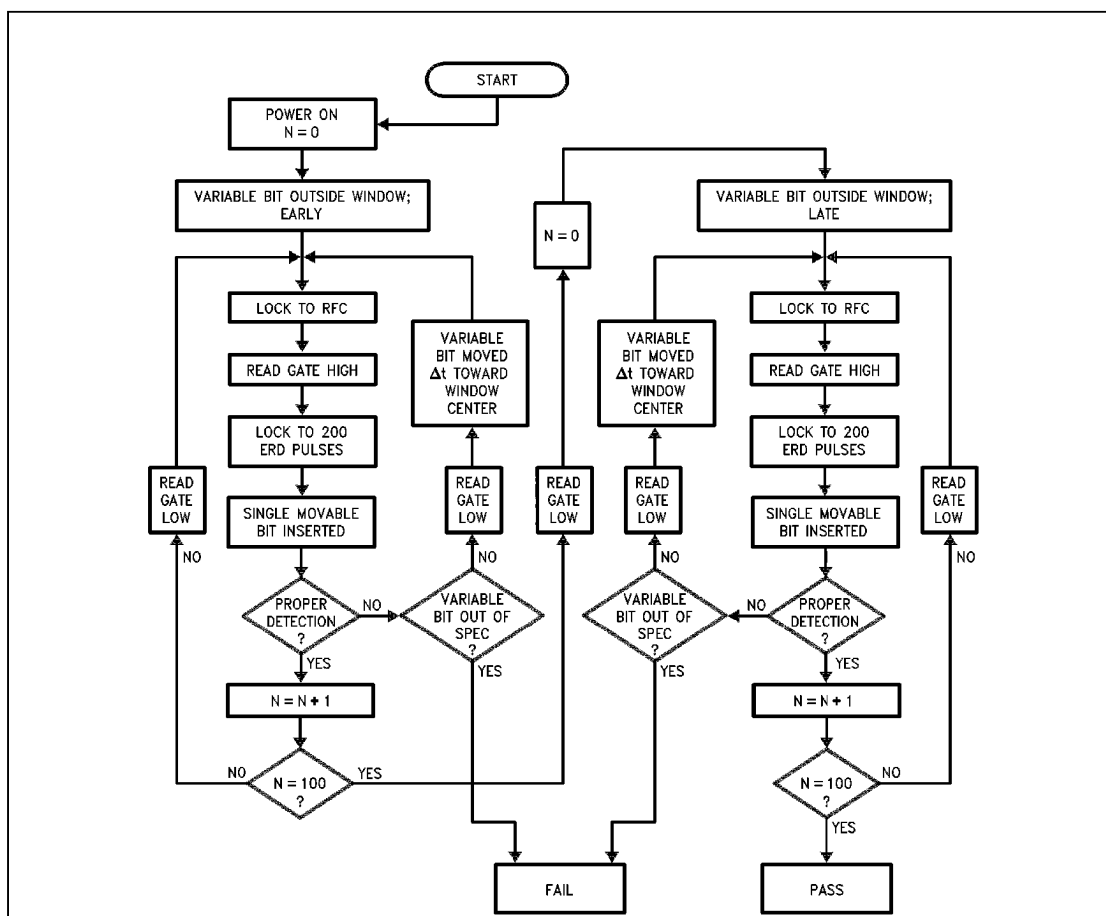 START
POWER ON
N = 0
VARIABLE BIT OUTSIDE WINDOW;
EARLY
LOCK TO RFC
READ GATE HIGH
LOCK TO 200
ERD PULSES
SINGLE MOVABLE
BIT INSERTED
PROPER
DETECTION
?
NO
YES
N = N + 1
N = 100
?
NO
YES
READ
GATE
LOW
NO
VARIABLE
BIT OUT OF
SPEC
?
NO
YES
READ
GATE
LOW
VARIABLE
BIT MOVED
Δt TOWARD
WINDOW
CENTER
READ
GATE
LOW
N = 0
VARIABLE BIT OUTSIDE WINDOW;
LATE
LOCK TO RFC
READ GATE HIGH
LOCK TO 200
ERD PULSES
SINGLE MOVABLE
BIT INSERTED
PROPER
DETECTION
?
NO
YES
N = N + 1
N = 100
?
NO
YES
READ
GATE
LOW
NO
VARIABLE
BIT OUT OF
SPEC
?
NO
YES
READ
GATE
LOW
VARIABLE
BIT MOVED
Δt TOWARD
WINDOW
CENTER
FAIL
PASS